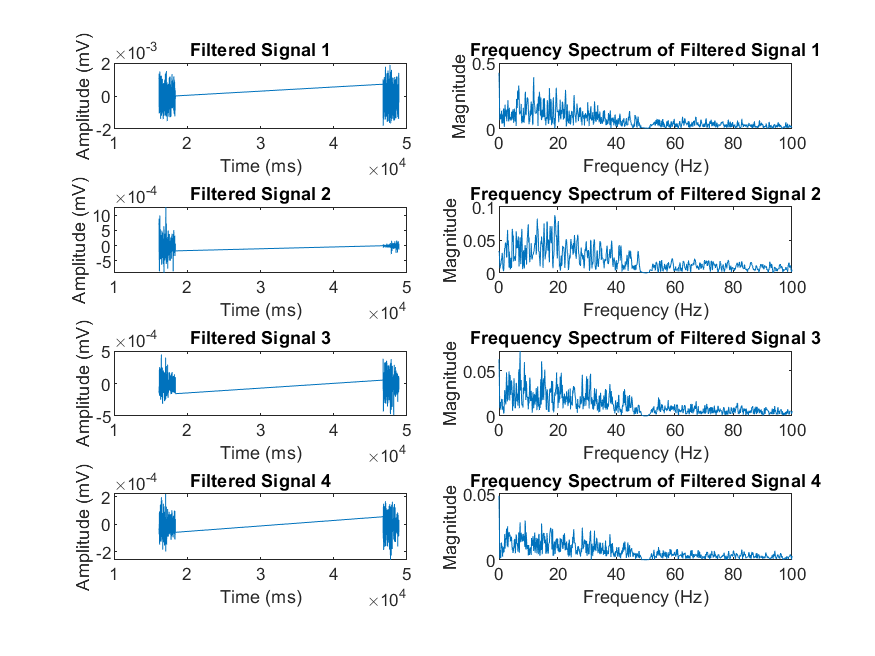 Filtered Signal 1
×10-3
Amplitude (mV)
2
0
-2
1 2 3 4 5
Time (ms)
×104
Frequency Spectrum of Filtered Signal 1
Magnitude
0.5
0
0 20 40 60 80 100
Frequency (Hz)
Filtered Signal 2
×10-4
Amplitude (mV)
10
5
0
-5
1 2 3 4 5
Time (ms)
×104
Frequency Spectrum of Filtered Signal 2
Magnitude
0.1
0.05
0
0 20 40 60 80 100
Frequency (Hz)
Filtered Signal 3
×10-4
Amplitude (mV)
5
0
-5
1 2 3 4 5
Time (ms)
×104
Frequency Spectrum of Filtered Signal 3
Magnitude
0.05
0
0 20 40 60 80 100
Frequency (Hz)
Filtered Signal 4
×10-4
Amplitude (mV)
2
0
-2
1 2 3 4 5
Time (ms)
×104
Frequency Spectrum of Filtered Signal 4
Magnitude
0.05
0
0 20 40 60 80 100
Frequency (Hz)